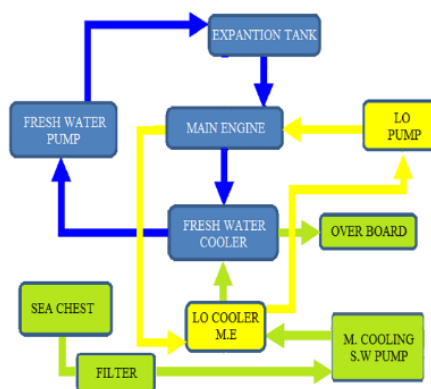 EXPANTION TANK
FRESH WATER
PUMP
MAIN ENGINE
LO
PUMP
FRESH WATER
COOLER
OVER BOARD
SEA CHEST
LO COOLER
M.E
M. COOLING
S.W PUMP
FILTER